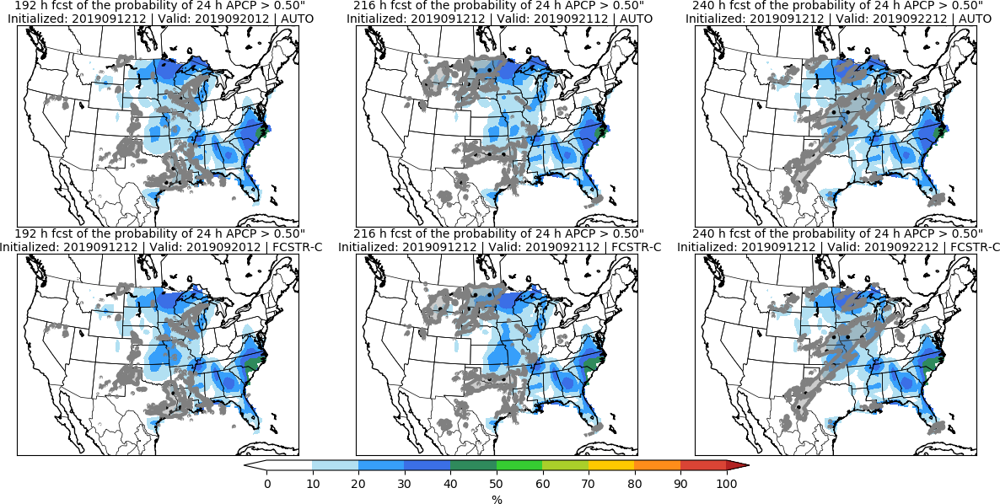 192 h fcst of the probability of 24 h APCP > 0.50"
Initialized: 2019091212 | Valid: 2019092012 | AUTO
216 h fcst of the probability of 24 h APCP > 0.50"
Initialized: 2019091212 | Valid: 2019092112 | AUTO
240 h fcst of the probability of 24 h APCP > 0.50"
Initialized: 2019091212 | Valid: 2019092212 | AUTO
192 h fcst of the probability of 24 h APCP > 0.50"
Initialized: 2019091212 | Valid: 2019092012 | FCSTR-C
216 h fcst of the probability of 24 h APCP > 0.50"
Initialized: 2019091212 | Valid: 2019092112 | FCSTR-C
240 h fcst of the probability of 24 h APCP > 0.50"
Initialized: 2019091212 | Valid: 2019092212 | FCSTR-C
0 10 20 30 40 50 60 70 80 90 100
%